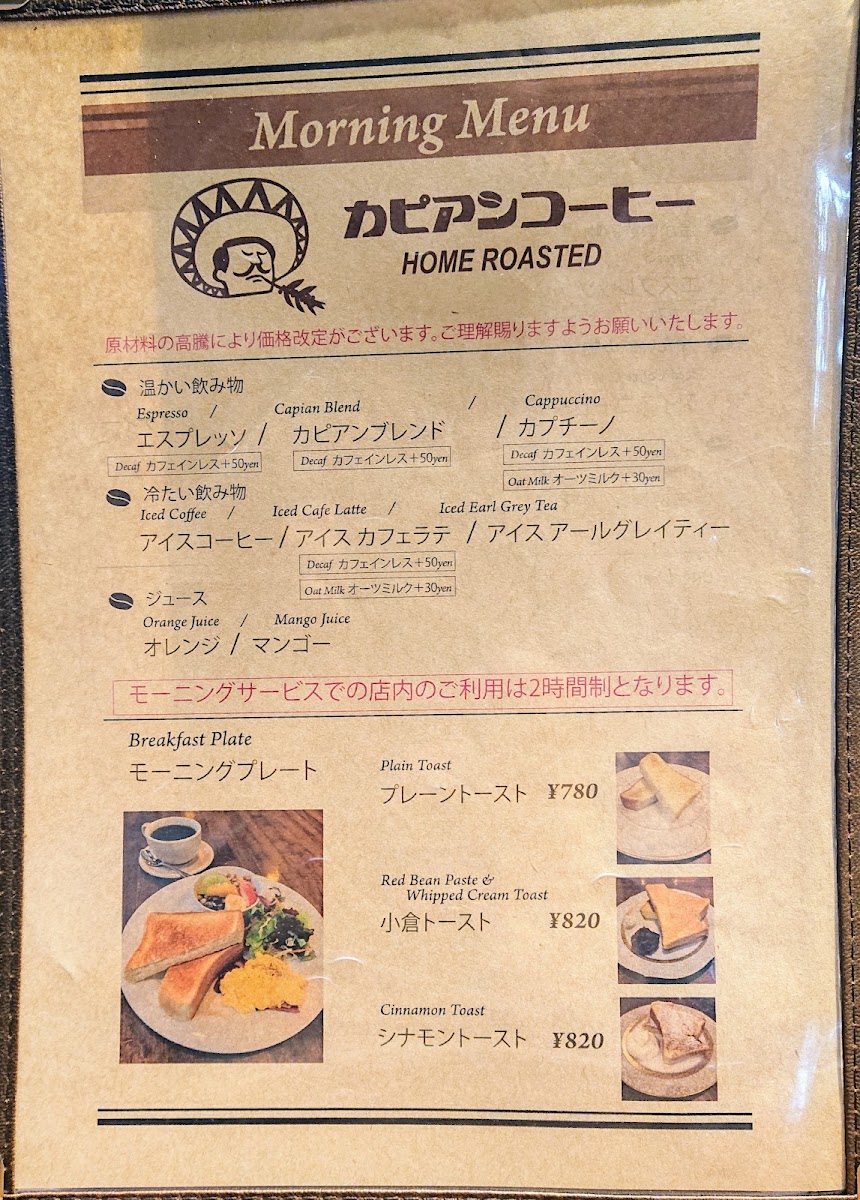 Morning Menu
カピアンコーヒー
HOME ROASTED
原材料の高騰により価格改定がございます。ご理解賜りますようお願いいたします。
温かい飲み物
Espresso / Capian Blend / Cappuccino
エスプレッソ / カピアンブレンド / カプチーノ
Decaf カフェインレス+50yen Decaf カフェインレス+50yen Decaf カフェインレス+50yen
Oat Milk オーツミルク+30yen
冷たい飲み物
Iced Coffee / Iced Cafe Latte / Iced Earl Grey Tea
アイスコーヒー / アイス カフェラテ / アイス アールグレイティー
Decaf カフェインレス+50yen
Oat Milk オーツミルク+30yen
ジュース
Orange Juice / Mango Juice
オレンジ / マンゴー
モーニングサービスでの店内のご利用は2時間制となります。
Breakfast Plate
モーニングプレート
Plain Toast
プレーントースト ¥780
Red Bean Paste &
Whipped Cream Toast
小倉トースト ¥820
Cinnamon Toast
シナモントースト ¥820